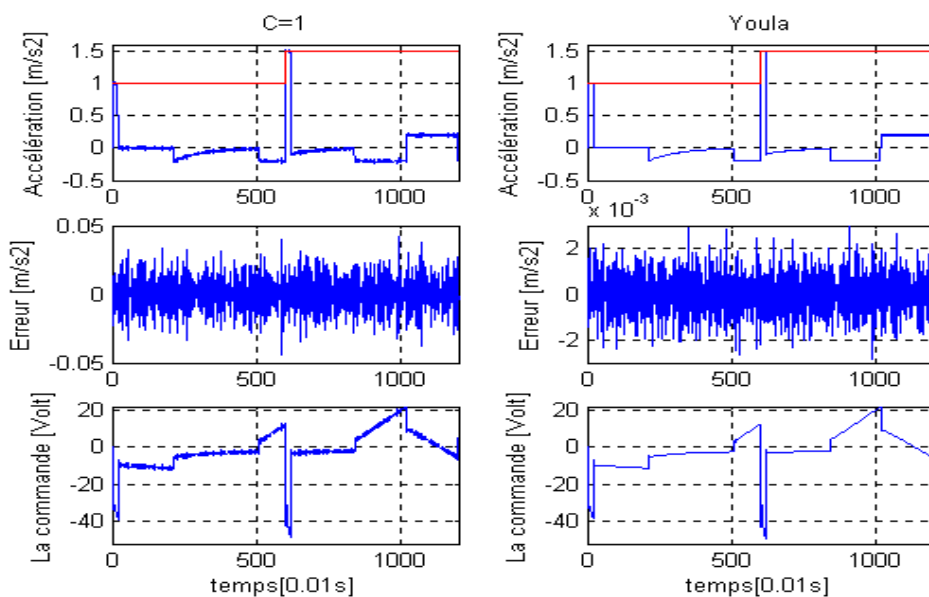 C=1
Accélération [m/s2]
1.5
1
0.5
0
-0.5
0 500 1000
Youla
Accélération [m/s2]
1.5
1
0.5
0
-0.5
0 500 1000
Erreur [m/s2]
0.05
0
-0.05
0 500 1000
x 10⁻³
Erreur [m/s2]
2
0
-2
0 500 1000
La commande [Volt]
20
0
-20
-40
0 500 1000
temps[0.01s]
La commande [Volt]
20
0
-20
-40
0 500 1000
temps[0.01s]